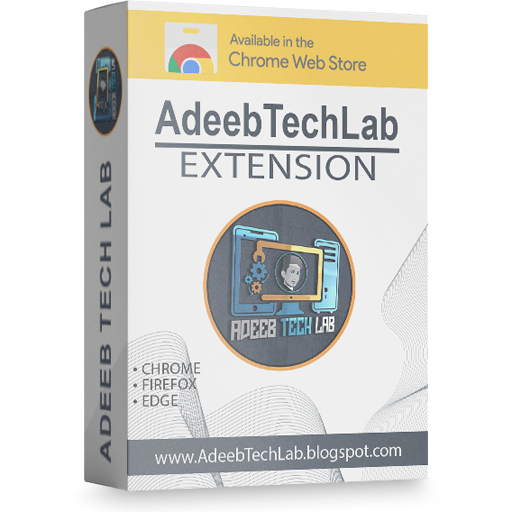 Available in the
Chrome Web Store
AdeebTechLab
EXTENSION
ADEEB TECH LAB
• CHROME
• FIREFOX
• EDGE
www.AdeebTechLab.blogspot.com
ADEEB TECH LAB